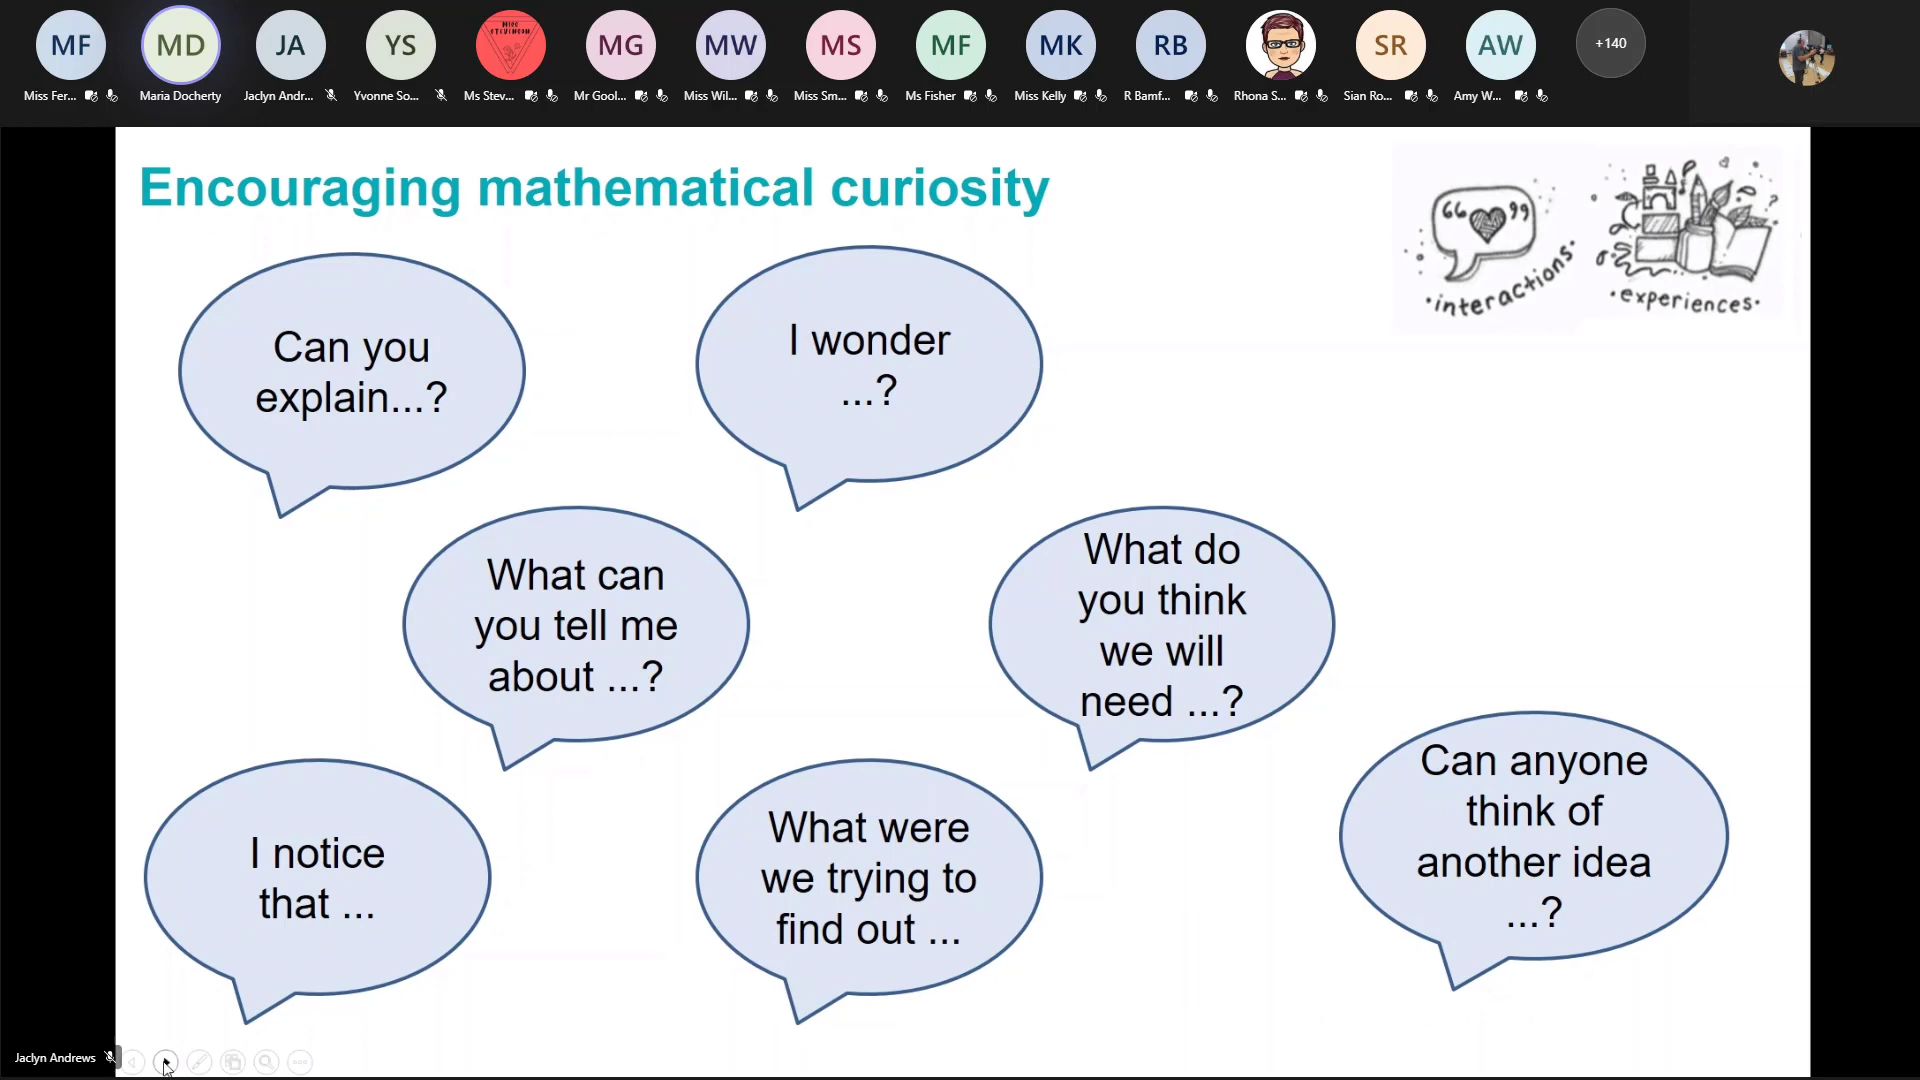 MF
MD
JA
YS
MISS
STEVENSON
MG
MW
MS
MF
MK
RB
SR
AW
+140
Miss Fer...
Maria Docherty
Jaclyn Andr...
Yvonne So...
Ms Stev...
Mr Gool...
Miss Wil...
Miss Sm...
Ms Fisher
Miss Kelly
R Bamf...
Rhona S...
Sian Ro...
Amy W...
Encouraging mathematical curiosity
“ ”
•interactions•
•experiences•
Can you
explain...?
I wonder
...?
What can
you tell me
about ...?
What do
you think
we will
need ...?
I notice
that ...
What were
we trying to
find out ...
Can anyone
think of
another idea
...?
Jaclyn Andrews